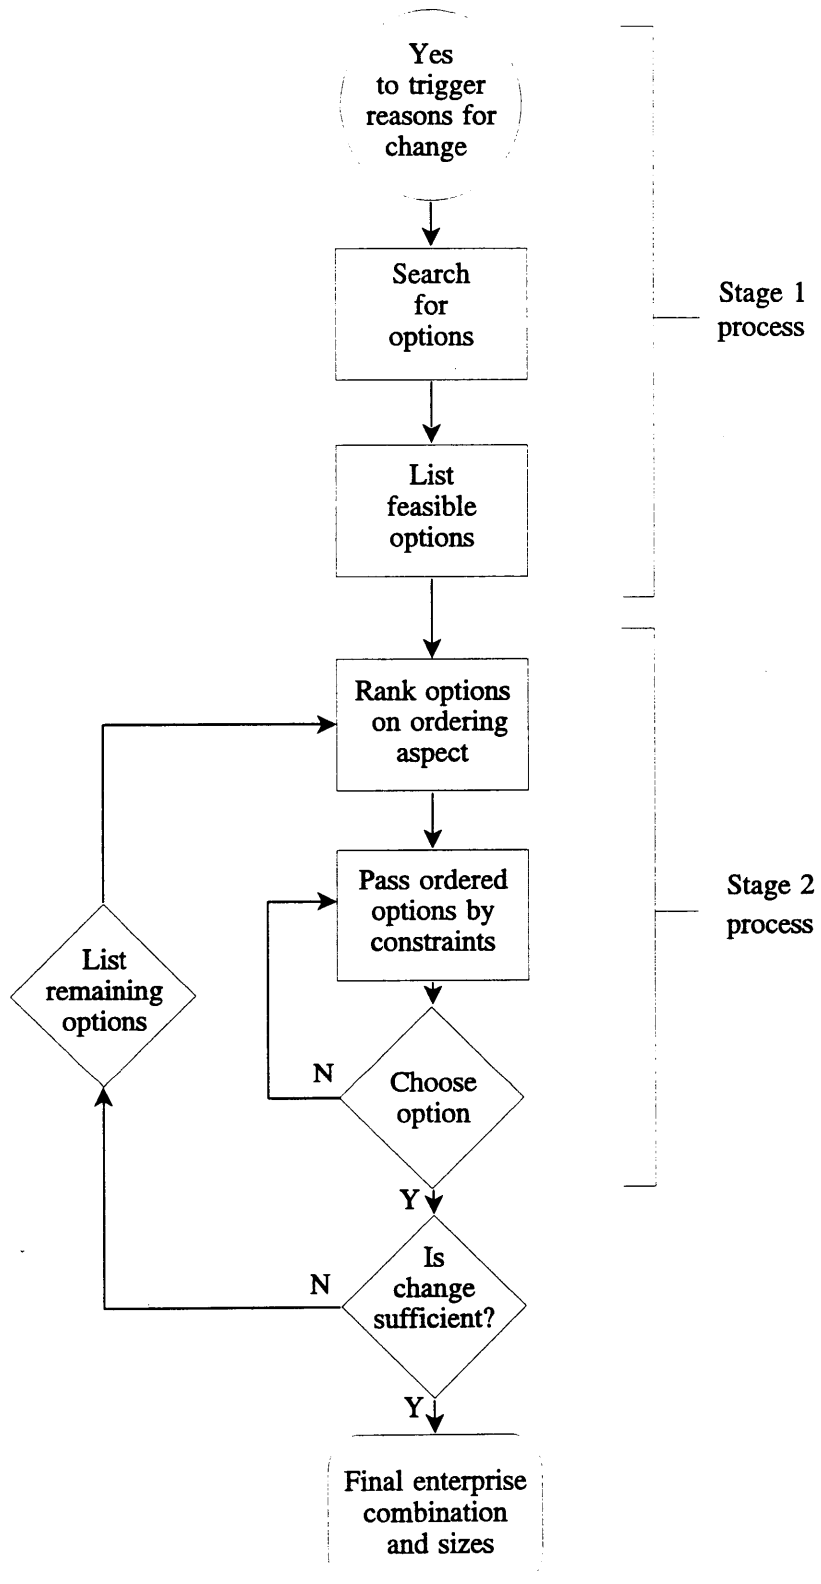 Yes
to trigger
reasons for
change
Search
for
options
Stage 1
process
List
feasible
options
Rank options
on ordering
aspect
Pass ordered
options by
constraints
Stage 2
process
List
remaining
options
N
Choose
option
Y
N
Is
change
sufficient?
Y
Final enterprise
combination
and sizes